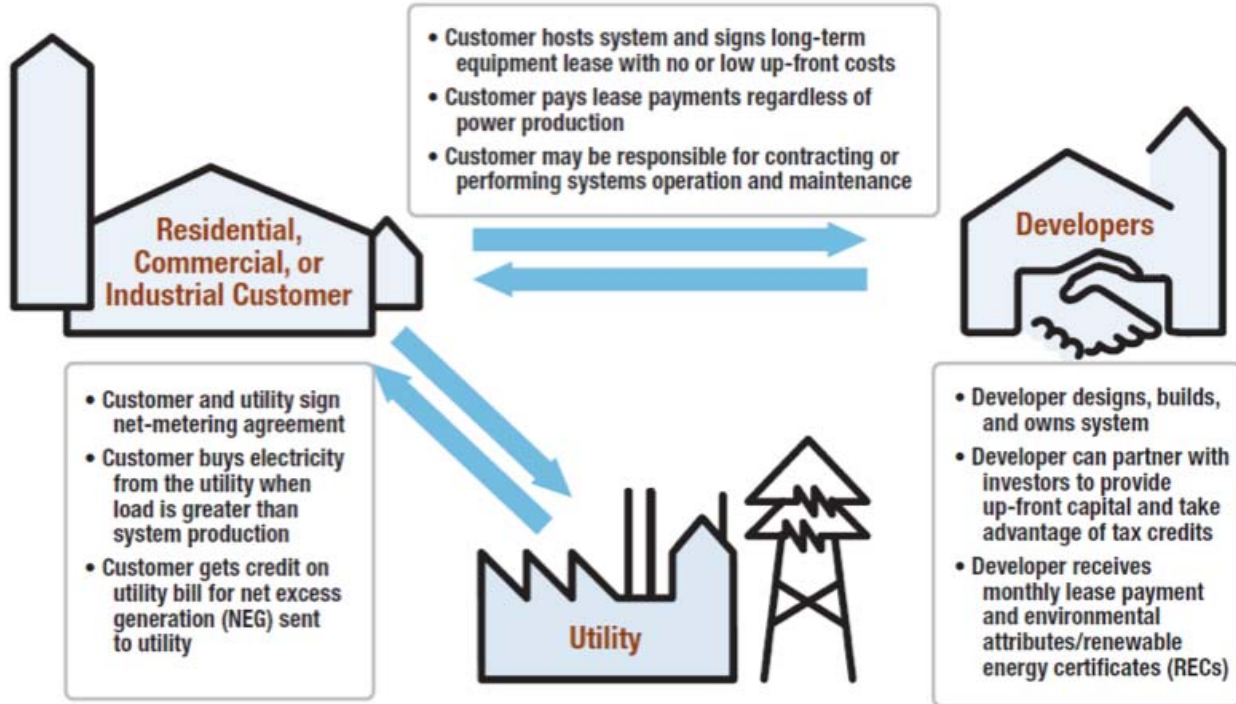 • Customer hosts system and signs long-term
equipment lease with no or low up-front costs
• Customer pays lease payments regardless of
power production
• Customer may be responsible for contracting or
performing systems operation and maintenance
Residential,
Commercial, or
Industrial Customer
Developers
• Customer and utility sign
net-metering agreement
• Customer buys electricity
from the utility when
load is greater than
system production
• Customer gets credit on
utility bill for net excess
generation (NEG) sent
to utility
Utility
• Developer designs, builds,
and owns system
• Developer can partner with
investors to provide
up-front capital and take
advantage of tax credits
• Developer receives
monthly lease payment
and environmental
attributes/renewable
energy certificates (RECs)